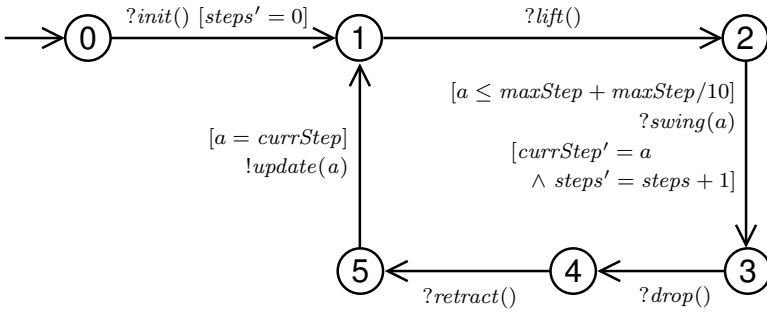 0
?init() [steps′ = 0]
1
?lift()
2
[a ≤ maxStep + maxStep/10]
?swing(a)
[currStep′ = a
∧ steps′ = steps + 1]
[a = currStep]
!update(a)
5
?retract()
4
?drop()
3